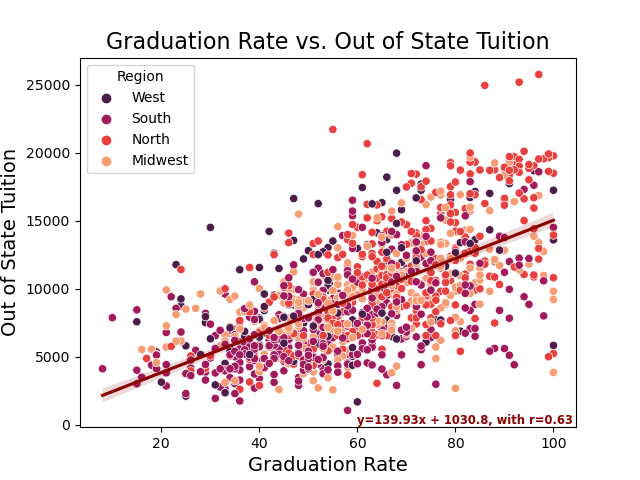 Graduation Rate vs. Out of State Tuition
Region
West
South
North
Midwest
Out of State Tuition
25000
20000
15000
10000
5000
0
y=139.93x + 1030.8, with r=0.63
20
40
60
80
100
Graduation Rate